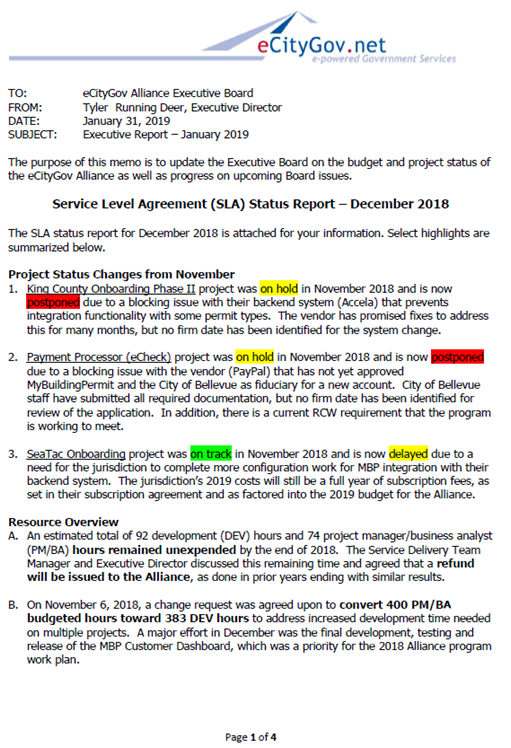 eCityGov.net
e-powered Government Services
TO: eCityGov Alliance Executive Board
FROM: Tyler Running Deer, Executive Director
DATE: January 31, 2019
SUBJECT: Executive Report – January 2019
The purpose of this memo is to update the Executive Board on the budget and project status of
the eCityGov Alliance as well as progress on upcoming Board issues.
Service Level Agreement (SLA) Status Report – December 2018
The SLA status report for December 2018 is attached for your information. Select highlights are
summarized below.
Project Status Changes from November
1. King County Onboarding Phase II project was on hold in November 2018 and is now
postponed due to a blocking issue with their backend system (Accela) that prevents
integration functionality with some permit types. The vendor has promised fixes to address
this for many months, but no firm date has been identified for the system change.
2. Payment Processor (eCheck) project was on hold in November 2018 and is now postponed
due to a blocking issue with the vendor (PayPal) that has not yet approved
MyBuildingPermit and the City of Bellevue as fiduciary for a new account. City of Bellevue
staff have submitted all required documentation, but no firm date has been identified for
review of the application. In addition, there is a current RCW requirement that the program
is working to meet.
3. SeaTac Onboarding project was on track in November 2018 and is now delayed due to a
need for the jurisdiction to complete more configuration work for MBP integration with their
backend system. The jurisdiction's 2019 costs will still be a full year of subscription fees, as
set in their subscription agreement and as factored into the 2019 budget for the Alliance.
Resource Overview
A. An estimated total of 92 development (DEV) hours and 74 project manager/business analyst
(PM/BA) hours remained unexpended by the end of 2018. The Service Delivery Team
Manager and Executive Director discussed this remaining time and agreed that a refund
will be issued to the Alliance, as done in prior years ending with similar results.
B. On November 6, 2018, a change request was agreed upon to convert 400 PM/BA
budgeted hours toward 383 DEV hours to address increased development time needed
on multiple projects. A major effort in December was the final development, testing and
release of the MBP Customer Dashboard, which was a priority for the 2018 Alliance program
work plan.
Page 1 of 4